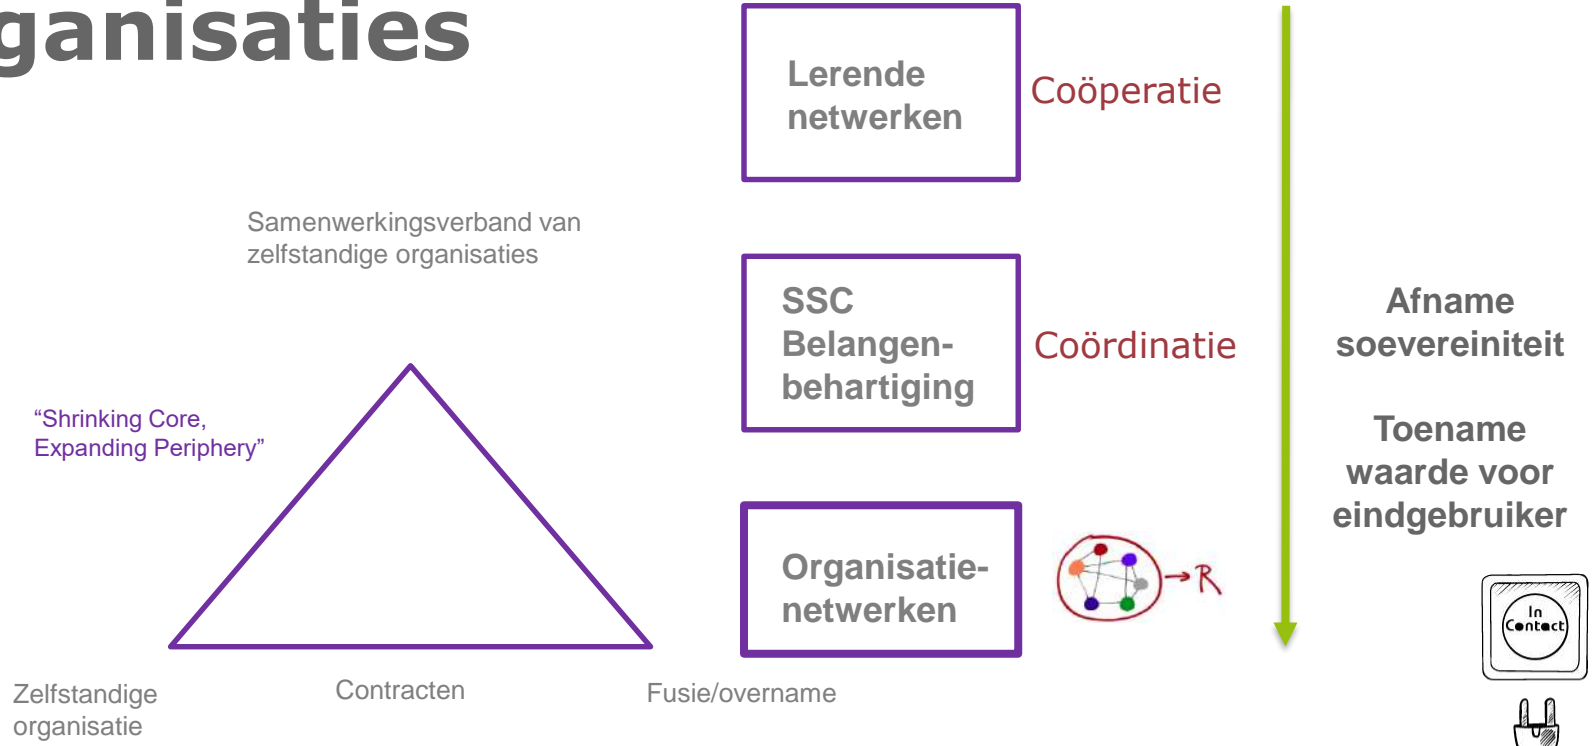 ganisaties
Lerende
netwerken
Coöperatie
Samenwerkingsverband van
zelfstandige organisaties
SSC
Belangen-
behartiging
Coördinatie
Afname
soevereiniteit
Toename
waarde voor
eindgebruiker
“Shrinking Core,
Expanding Periphery”
Organisatie-
netwerken
R
In
Contact
Zelfstandige
organisatie
Contracten
Fusie/overname